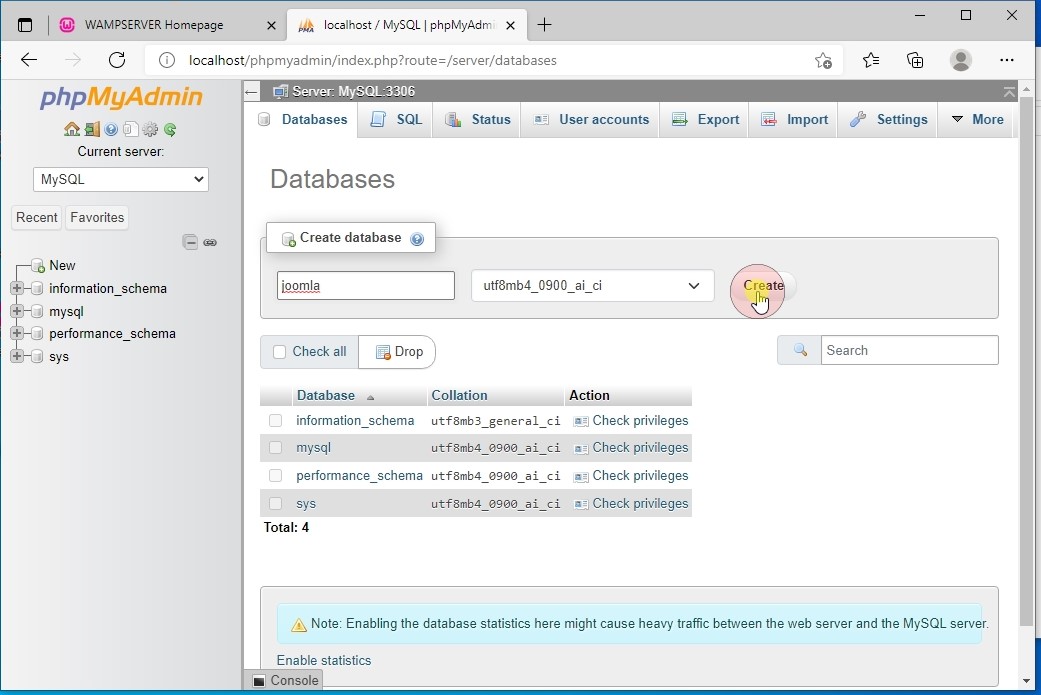 WAMPSERVER Homepage
localhost / MySQL | phpMyAdmin
localhost/phpmyadmin/index.php?route=/server/databases
phpMyAdmin
Current server:
MySQL
Recent Favorites
New
information_schema
mysql
performance_schema
sys
Server: MySQL:3306
Databases SQL Status User accounts Export Import Settings More
Databases
Create database
joomla utf8mb4_0900_ai_ci Create
Check all Drop Search
Database Collation Action
information_schema utf8mb3_general_ci Check privileges
mysql utf8mb4_0900_ai_ci Check privileges
performance_schema utf8mb4_0900_ai_ci Check privileges
sys utf8mb4_0900_ai_ci Check privileges
Total: 4
Note: Enabling the database statistics here might cause heavy traffic between the web server and the MySQL server.
Enable statistics
Console